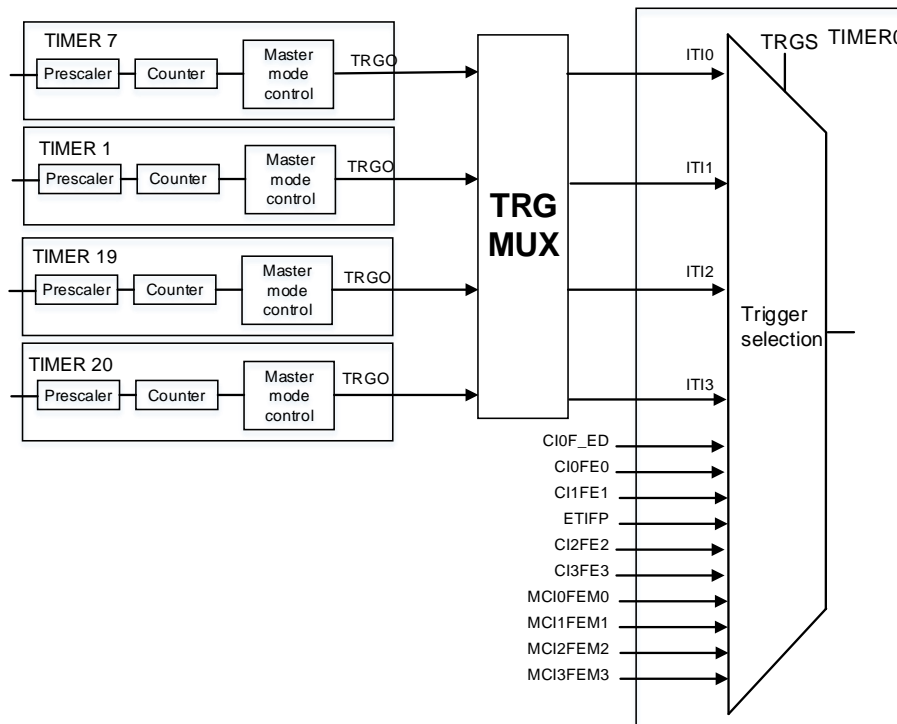 TIMER 7
Prescaler
Counter
Master
mode
control
TRGO
TIMER 1
Prescaler
Counter
Master
mode
control
TRGO
TIMER 19
Prescaler
Counter
Master
mode
control
TRGO
TIMER 20
Prescaler
Counter
Master
mode
control
TRGO
TRG
MUX
TRGS
TIMER0
ITI0
ITI1
ITI2
ITI3
Trigger
selection
CI0F_ED
CI0FE0
CI1FE1
ETIFP
CI2FE2
CI3FE3
MCI0FEM0
MCI1FEM1
MCI2FEM2
MCI3FEM3